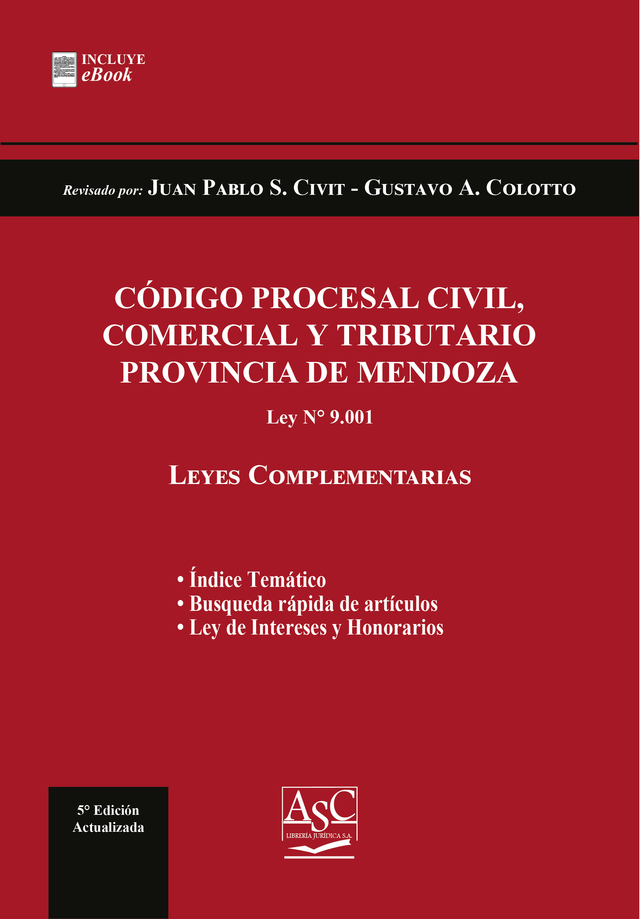 INCLUYE
eBook
Revisado por: JUAN PABLO S. CIVIT - GUSTAVO A. COLOTTO
CÓDIGO PROCESAL CIVIL,
COMERCIAL Y TRIBUTARIO
PROVINCIA DE MENDOZA
Ley N° 9.001
LEYES COMPLEMENTARIAS
• Índice Temático
• Busqueda rápida de artículos
• Ley de Intereses y Honorarios
5° Edición
Actualizada
ASC
LIBRERÍA JURÍDICA S.A.